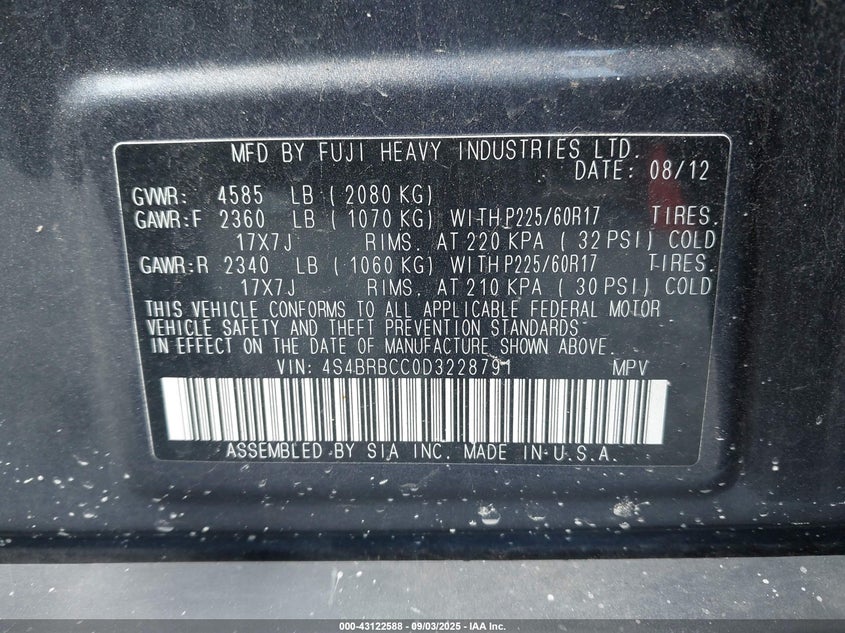 MFD BY FUJI HEAVY INDUSTRIES LTD.
DATE: 08/12
GVWR: 4585 LB ( 2080 KG)
GAWR:F 2360 LB ( 1070 KG) WITH P225/60R17 TIRES.
17X7J RIMS, AT 220 KPA ( 32 PSI) COLD
GAWR:R 2340 LB ( 1060 KG) WITH P225/60R17 TIRES.
17X7J RIMS, AT 210 KPA ( 30 PSI) COLD
THIS VEHICLE CONFORMS TO ALL APPLICABLE FEDERAL MOTOR
VEHICLE SAFETY AND THEFT PREVENTION STANDARDS
IN EFFECT ON THE DATE OF MANUFACTURE SHOWN ABOVE.
VIN: 4S4BRBCC0D3228791 MPV
ASSEMBLED BY SIA INC. MADE IN U.S.A.
000-43122588 - 09/03/2025 - IAA Inc.